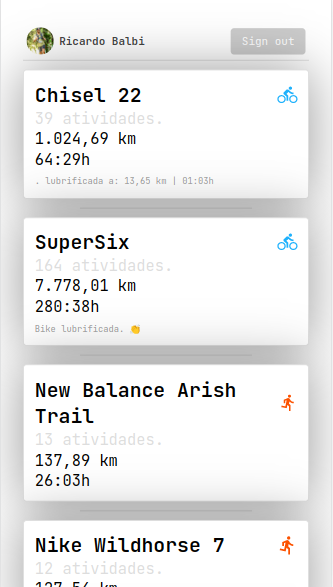 Ricardo Balbi
Sign out
Chisel 22
39 atividades.
1.024,69 km
64:29h
. lubrificada a: 13,65 km | 01:03h
SuperSix
164 atividades.
7.778,01 km
280:38h
Bike lubrificada. 👏
New Balance Arish
Trail
13 atividades.
137,89 km
26:03h
Nike Wildhorse 7
12 atividades.
127,54 km